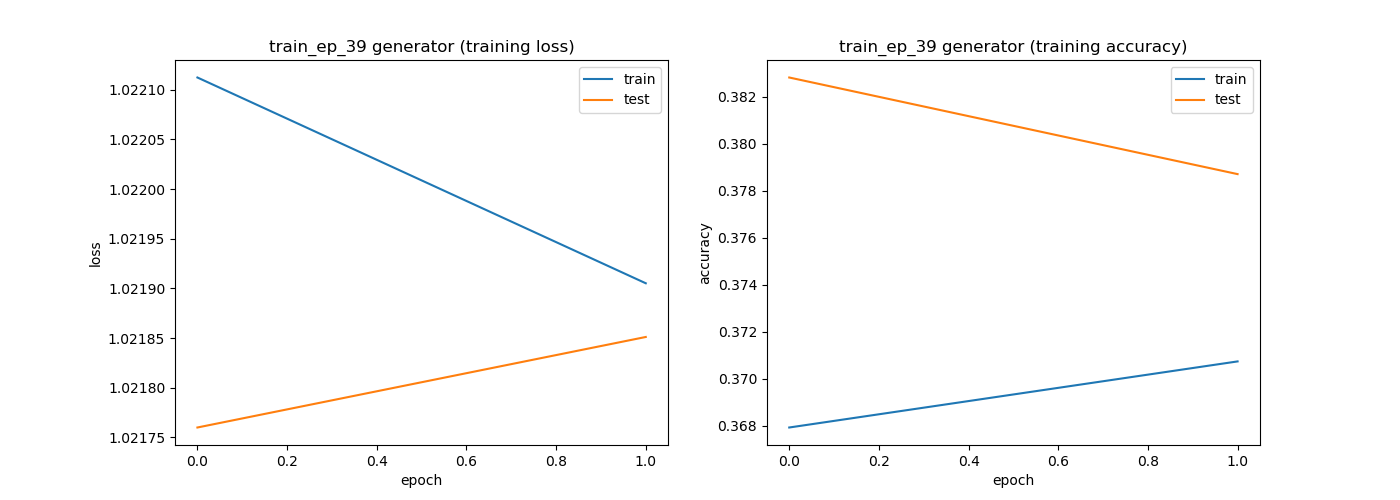 train_ep_39 generator (training loss)
train
test
1.02210
1.02205
1.02200
1.02195
1.02190
1.02185
1.02180
1.02175
loss
0.0 0.2 0.4 0.6 0.8 1.0
epoch
train_ep_39 generator (training accuracy)
train
test
0.382
0.380
0.378
0.376
0.374
0.372
0.370
0.368
accuracy
0.0 0.2 0.4 0.6 0.8 1.0
epoch